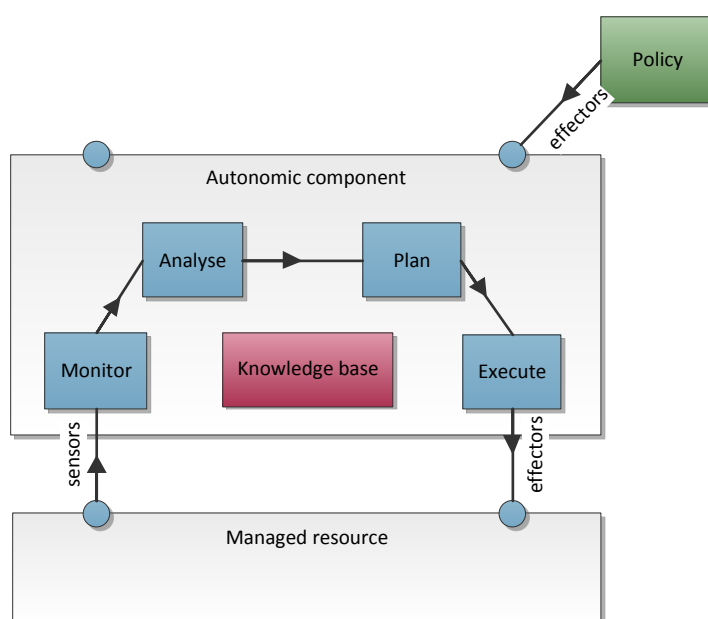 Policy
effectors
Autonomic component
Analyse
Plan
Monitor
Knowledge base
Execute
sensors
effectors
Managed resource